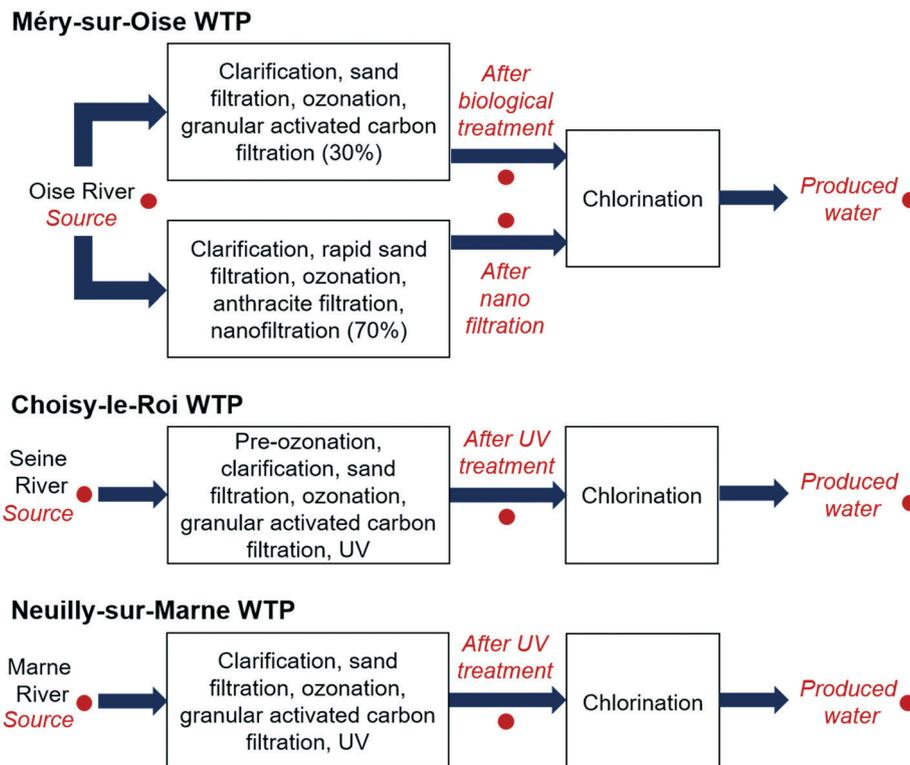 Méry-sur-Oise WTP
Clarification, sand
filtration, ozonation,
granular activated carbon
filtration (30%)
After
biological
treatment
Oise River
Source
Chlorination
Produced
water
Clarification, rapid sand
filtration, ozonation,
anthracite filtration,
nanofiltration (70%)
After
nano
filtration
Choisy-le-Roi WTP
Seine
River
Source
Pre-ozonation,
clarification, sand
filtration, ozonation,
granular activated carbon
filtration, UV
After UV
treatment
Chlorination
Produced
water
Neuilly-sur-Marne WTP
Marne
River
Source
Clarification, sand
filtration, ozonation,
granular activated carbon
filtration, UV
After UV
treatment
Chlorination
Produced
water